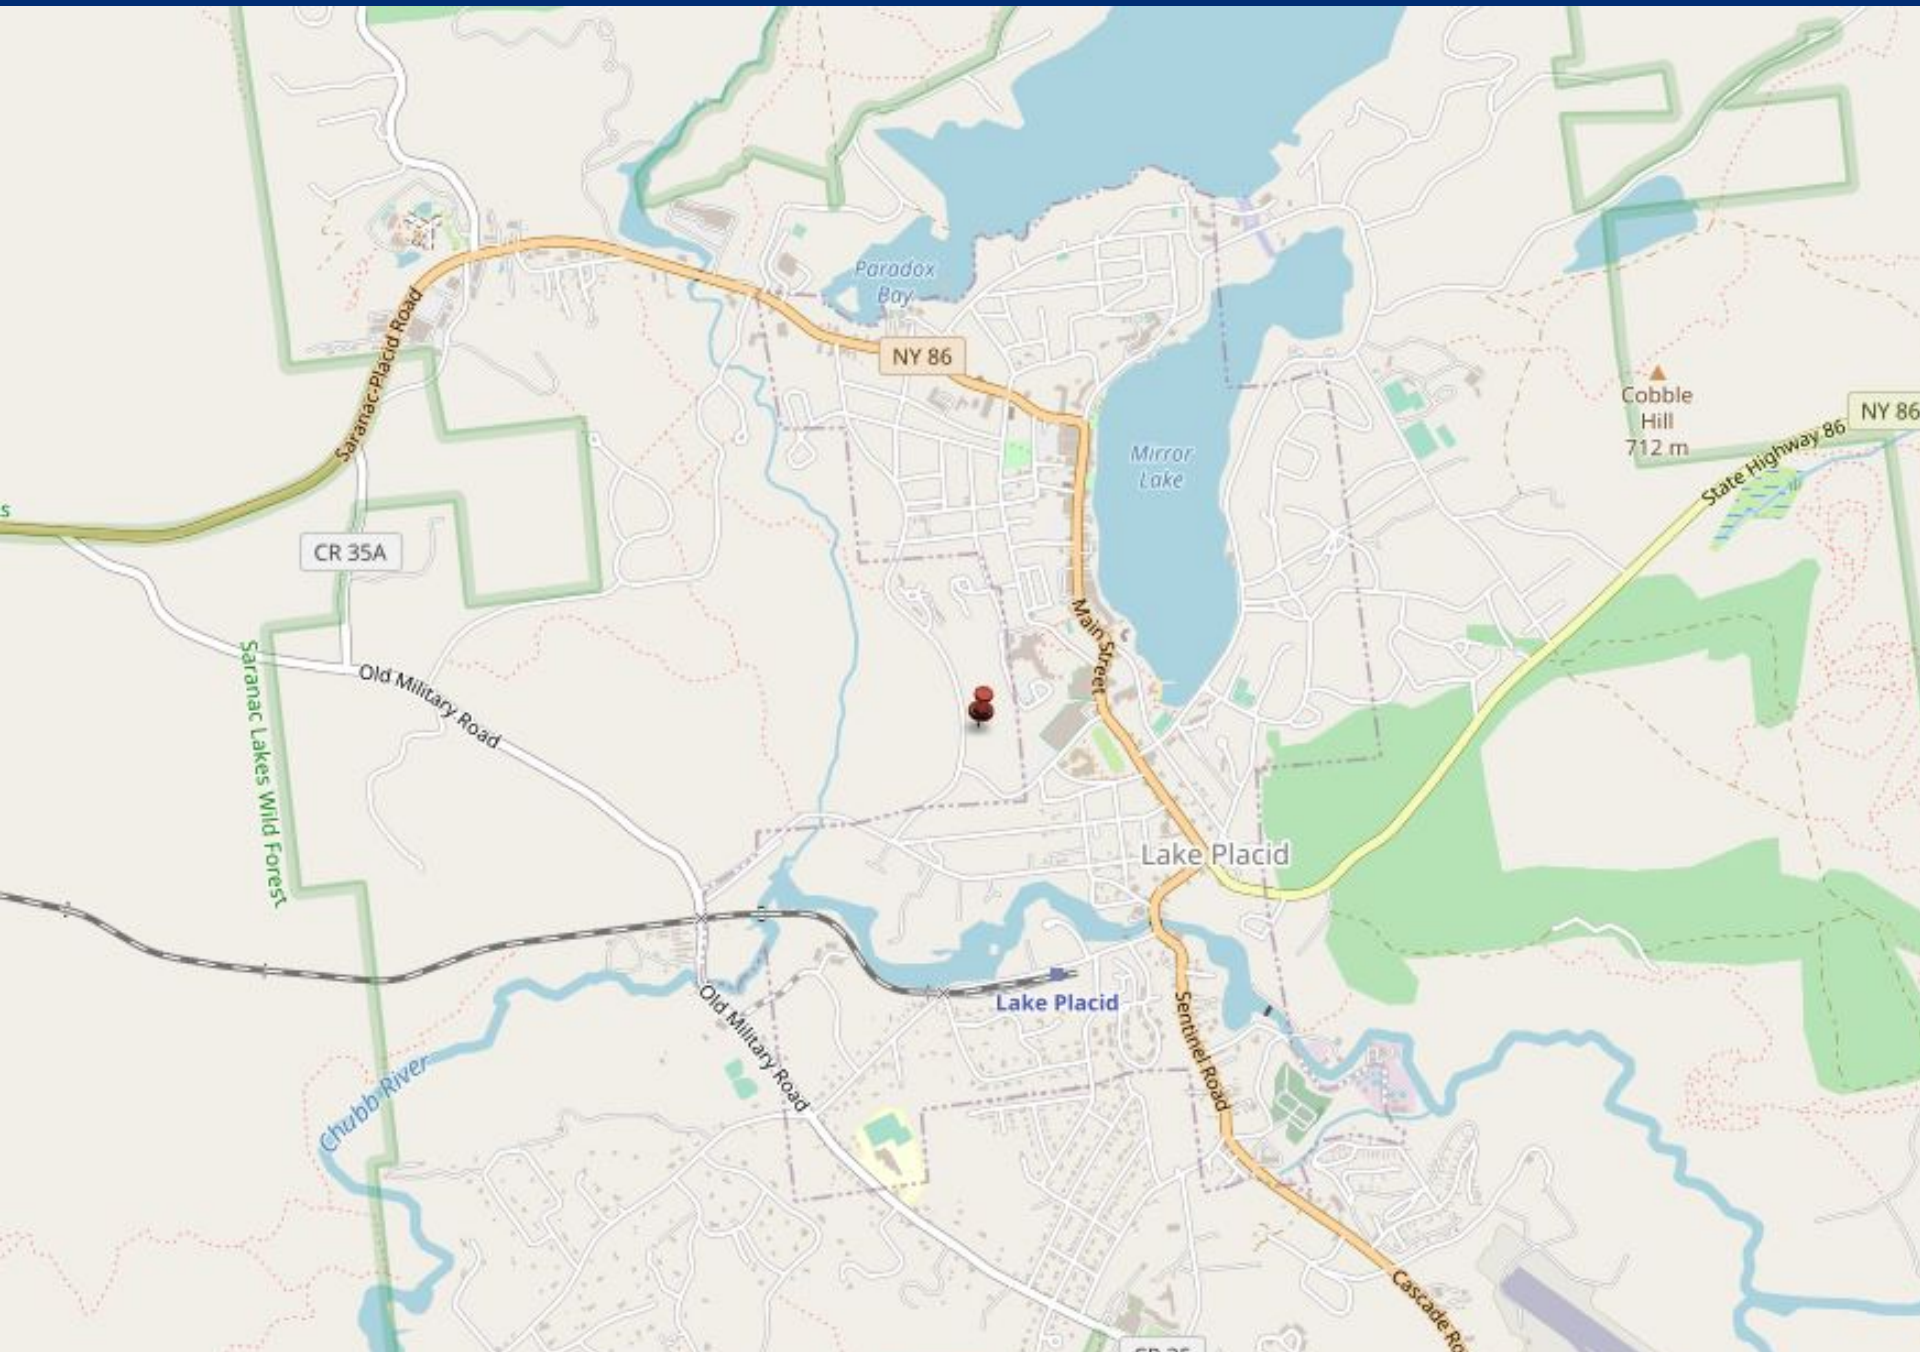 Paradox
Bay
NY 86
Saranac-Placid Road
Cobble
Hill
712 m
NY 86
State Highway 86
Mirror
Lake
s
CR 35A
Main Street
Old Military Road
Saranac Lakes Wild Forest
Lake Placid
Lake Placid
Old Military Road
Sentinel Road
Chubb River
Cascade Ro